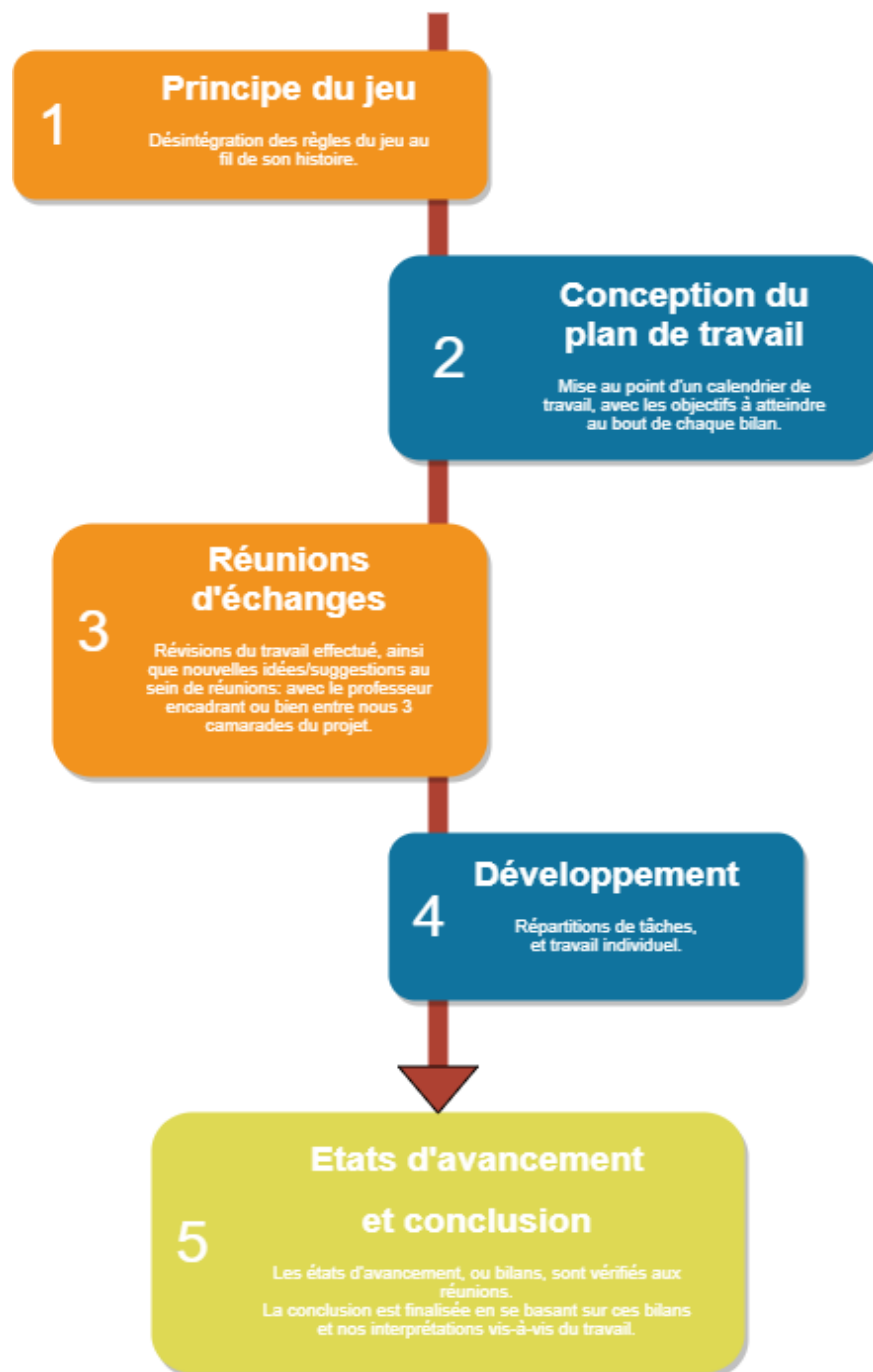 1
Principe du jeu
Désintégration des règles du jeu au
fil de son histoire.
2
Conception du
plan de travail
Mise au point d'un calendrier de
travail, avec les objectifs à atteindre
au bout de chaque bilan.
3
Réunions
d'échanges
Révisions du travail effectué, ainsi
que nouvelles idées/suggestions au
sein de réunions: avec le professeur
encadrant ou bien entre nous 3
camarades du projet.
4
Développement
Répartitions de tâches,
et travail individuel.
5
Etats d'avancement
et conclusion
Les états d'avancement, ou bilans, sont vérifiés aux
réunions.
La conclusion est finalisée en se basant sur ces bilans
et nos interprétations vis-à-vis du travail.